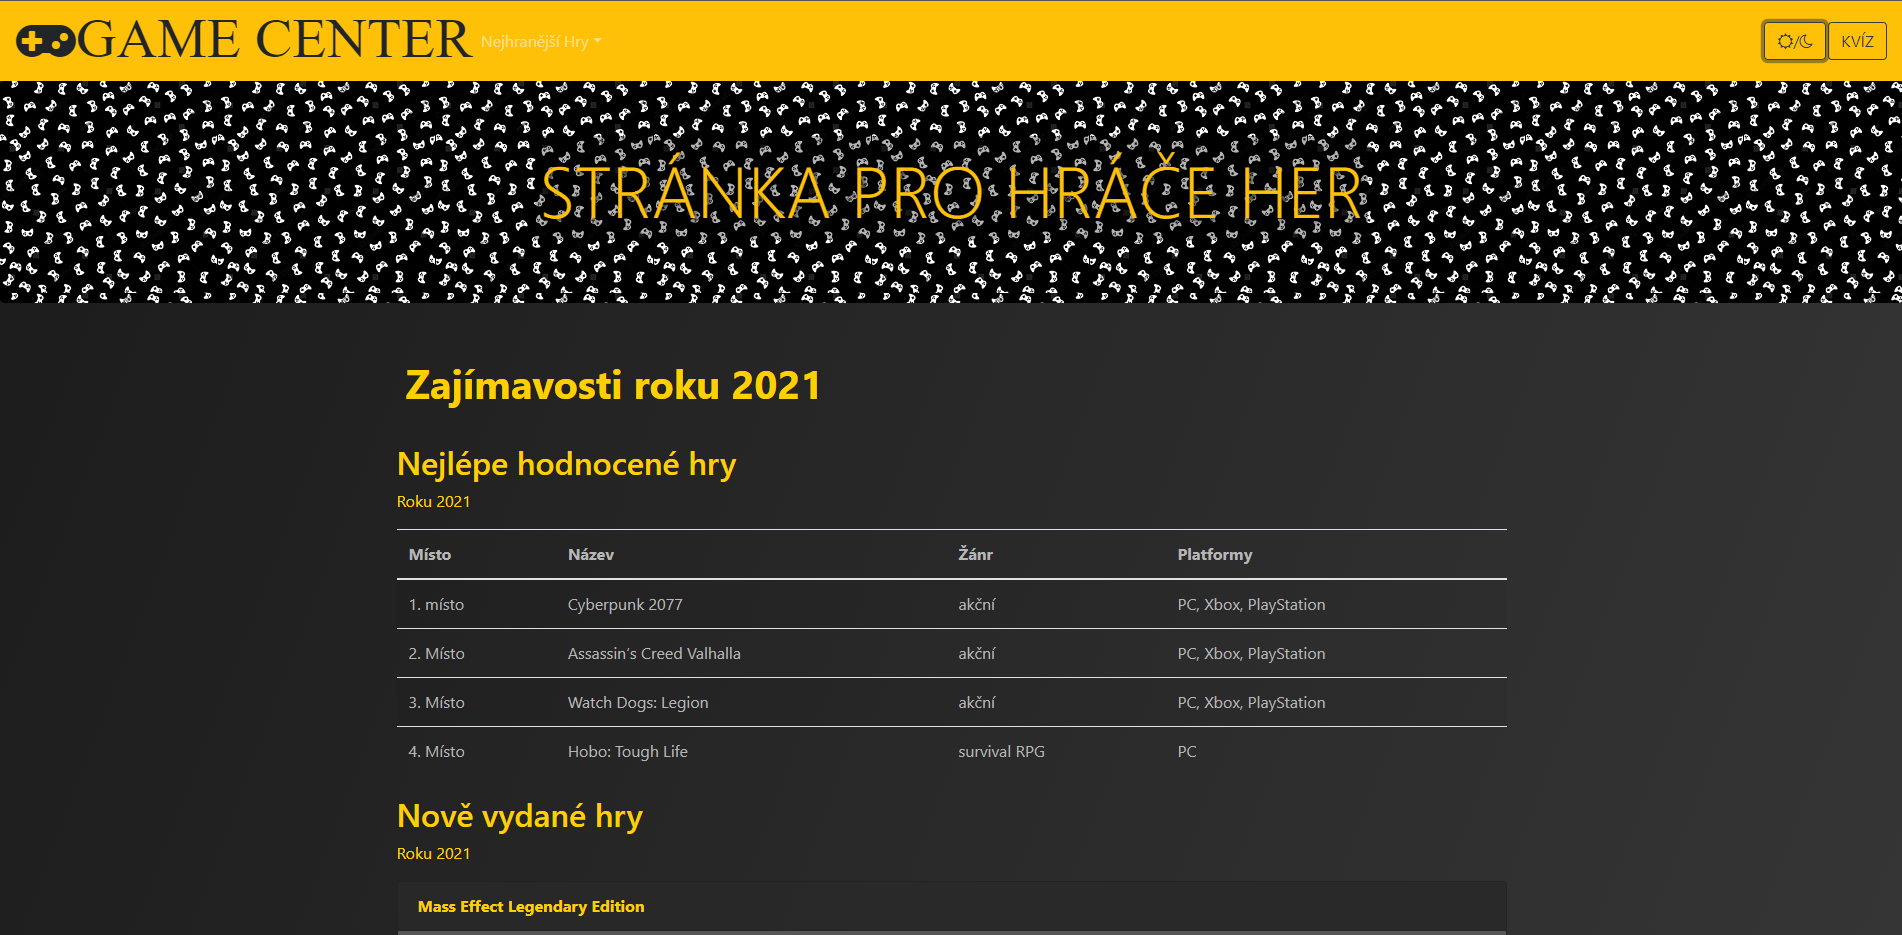 GAME CENTER Nejhranější Hry / KVÍZ
STRÁNKA PRO HRÁČE HER
Zajímavosti roku 2021
Nejlépe hodnocené hry
Roku 2021
Místo Název Žánr Platformy
1. místo Cyberpunk 2077 akční PC, Xbox, PlayStation
2. Místo Assassin's Creed Valhalla akční PC, Xbox, PlayStation
3. Místo Watch Dogs: Legion akční PC, Xbox, PlayStation
4. Místo Hobo: Tough Life survival RPG PC
Nově vydané hry
Roku 2021
Mass Effect Legendary Edition